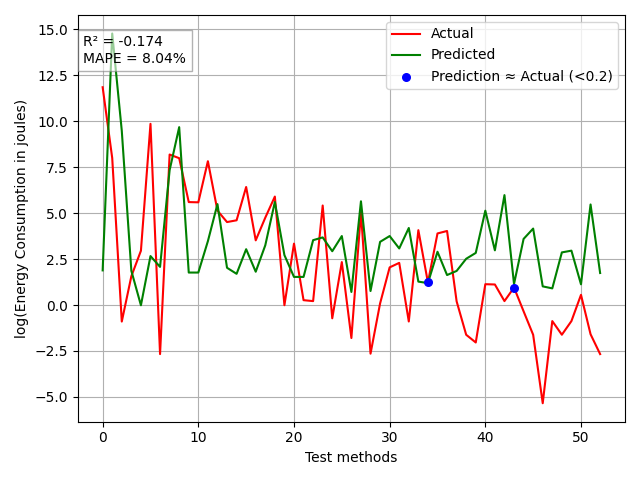 R² = -0.174
MAPE = 8.04%
Actual
Predicted
Prediction ≈ Actual (<0.2)
log(Energy Consumption in joules)
15.0
12.5
10.0
7.5
5.0
2.5
0.0
−2.5
−5.0
0 10 20 30 40 50
Test methods